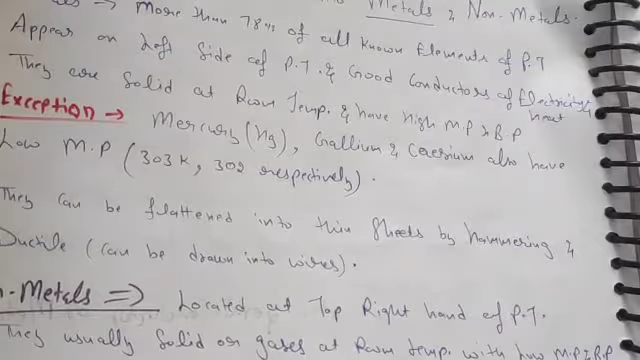 Metals & Non-Metals.
→ More than 78% of all known Elements of P.T
Appear on Left Side of P.T. & Good Conductors of Electricity &
heat
They are Solid at Room Temp. & have high M.P & B.P
Exception → Mercury (Hg), Gallium & Ceresium also have
Low M.P (303K, 302 respectively).
They can be flattened into thin Sheets by hammering &
Ductile (can be drawn into wires).
n-Metals ⇒ Located at Top Right hand of P.T.
They usually Solid or gases at Room temp. with low M.P & B.P